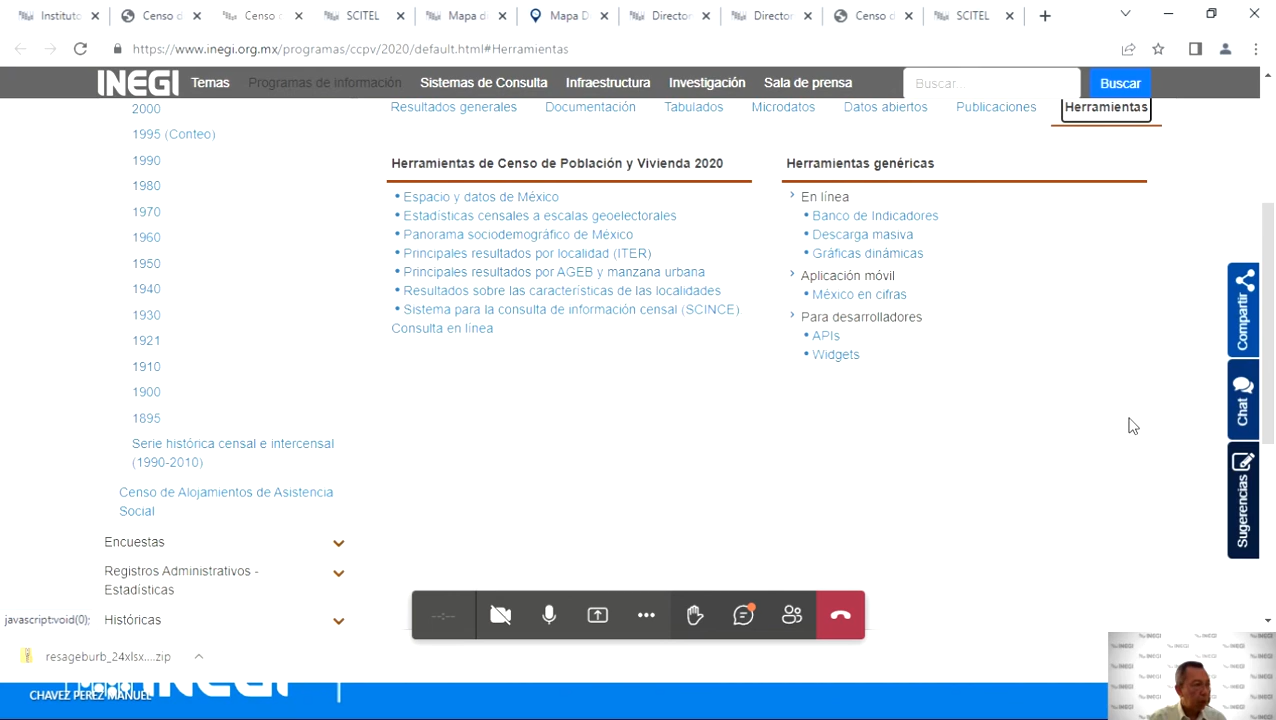 Instituto
Censo d
Censo c
SCITEL
Mapa d
Mapa D
Director
Director
Censo d
SCITEL
https://www.inegi.org.mx/programas/ccpv/2020/default.html#Herramientas
INEGI
Temas
Programas de información
Sistemas de Consulta
Infraestructura
Investigación
Sala de prensa
Buscar...
Buscar
Resultados generales
Documentación
Tabulados
Microdatos
Datos abiertos
Publicaciones
Herramientas
2000
1995 (Conteo)
1990
1980
1970
1960
1950
1940
1930
1921
1910
1900
1895
Serie histórica censal e intercensal
(1990-2010)
Censo de Alojamientos de Asistencia
Social
Encuestas
Registros Administrativos -
Estadísticas
Históricas
Herramientas de Censo de Población y Vivienda 2020
• Espacio y datos de México
• Estadísticas censales a escalas geoelectorales
• Panorama sociodemográfico de México
• Principales resultados por localidad (ITER)
• Principales resultados por AGEB y manzana urbana
• Resultados sobre las características de las localidades
• Sistema para la consulta de información censal (SCINCE)
Consulta en línea
Herramientas genéricas
En línea
• Banco de Indicadores
• Descarga masiva
• Gráficas dinámicas
Aplicación móvil
• México en cifras
Para desarrolladores
• APIs
• Widgets
Compartir
Chat
Sugerencias
--:--
javascript:void(0);
resageburb_24xlsx....zip
CHAVEZ PEREZ MANUEL
INEGI